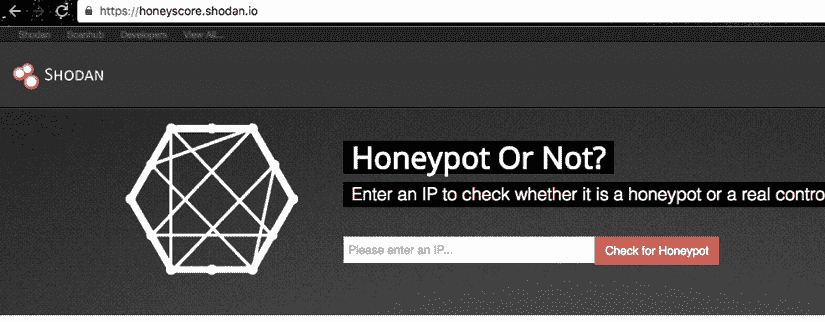 https://honeyscore.shodan.io
Shodan Scanhub Developers View All...
SHODAN
Honeypot Or Not?
Enter an IP to check whether it is a honeypot or a real contro
Please enter an IP... Check for Honeypot